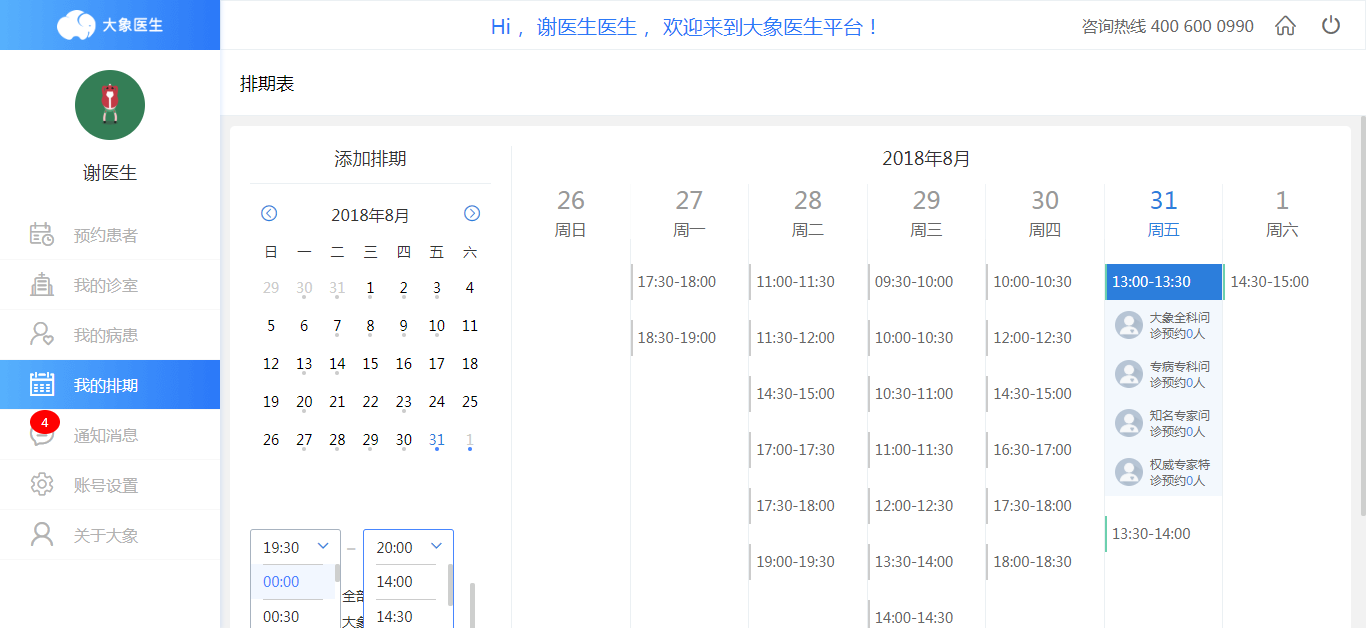 大象医生
Hi ， 谢医生医生 ， 欢迎来到大象医生平台！
咨询热线 400 600 0990
谢医生
预约患者
我的诊室
我的病患
我的排期
4
通知消息
账号设置
关于大象
排期表
添加排期
2018年8月
日 一 二 三 四 五 六
29 30 31 1 2 3 4
5 6 7 8 9 10 11
12 13 14 15 16 17 18
19 20 21 22 23 24 25
26 27 28 29 30 31 1
19:30 – 20:00
00:00 14:00
全部
00:30 14:30
大象
2018年8月
26 27 28 29 30 31 1
周日 周一 周二 周三 周四 周五 周六
17:30-18:00
18:30-19:00
11:00-11:30
11:30-12:00
14:30-15:00
17:00-17:30
17:30-18:00
19:00-19:30
09:30-10:00
10:00-10:30
10:30-11:00
11:00-11:30
12:00-12:30
13:30-14:00
14:00-14:30
10:00-10:30
12:00-12:30
14:30-15:00
16:30-17:00
17:30-18:00
18:00-18:30
13:00-13:30
大象全科问
诊预约0人
专病专科问
诊预约0人
知名专家问
诊预约0人
权威专家特
诊预约0人
13:30-14:00
14:30-15:00